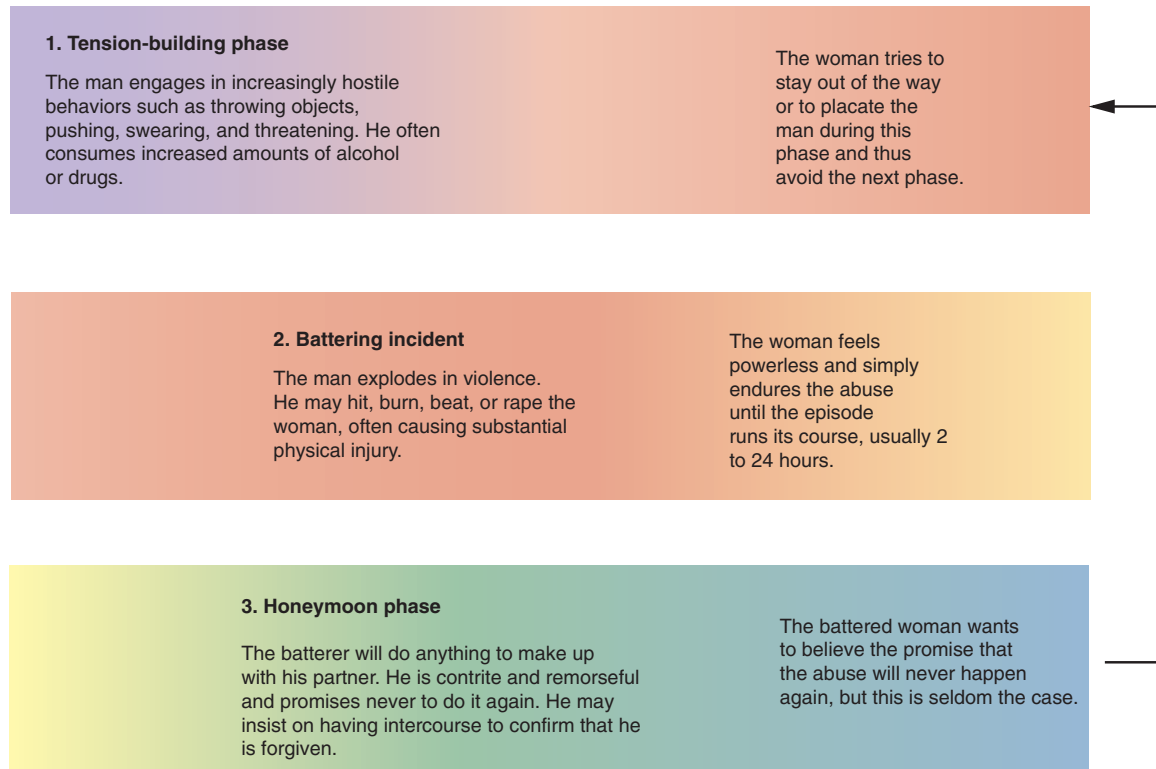 1. Tension-building phase
The man engages in increasingly hostile
behaviors such as throwing objects,
pushing, swearing, and threatening. He often
consumes increased amounts of alcohol
or drugs.
The woman tries to
stay out of the way
or to placate the
man during this
phase and thus
avoid the next phase.
2. Battering incident
The man explodes in violence.
He may hit, burn, beat, or rape the
woman, often causing substantial
physical injury.
The woman feels
powerless and simply
endures the abuse
until the episode
runs its course, usually 2
to 24 hours.
3. Honeymoon phase
The batterer will do anything to make up
with his partner. He is contrite and remorseful
and promises never to do it again. He may
insist on having intercourse to confirm that he
is forgiven.
The battered woman wants
to believe the promise that
the abuse will never happen
again, but this is seldom the case.